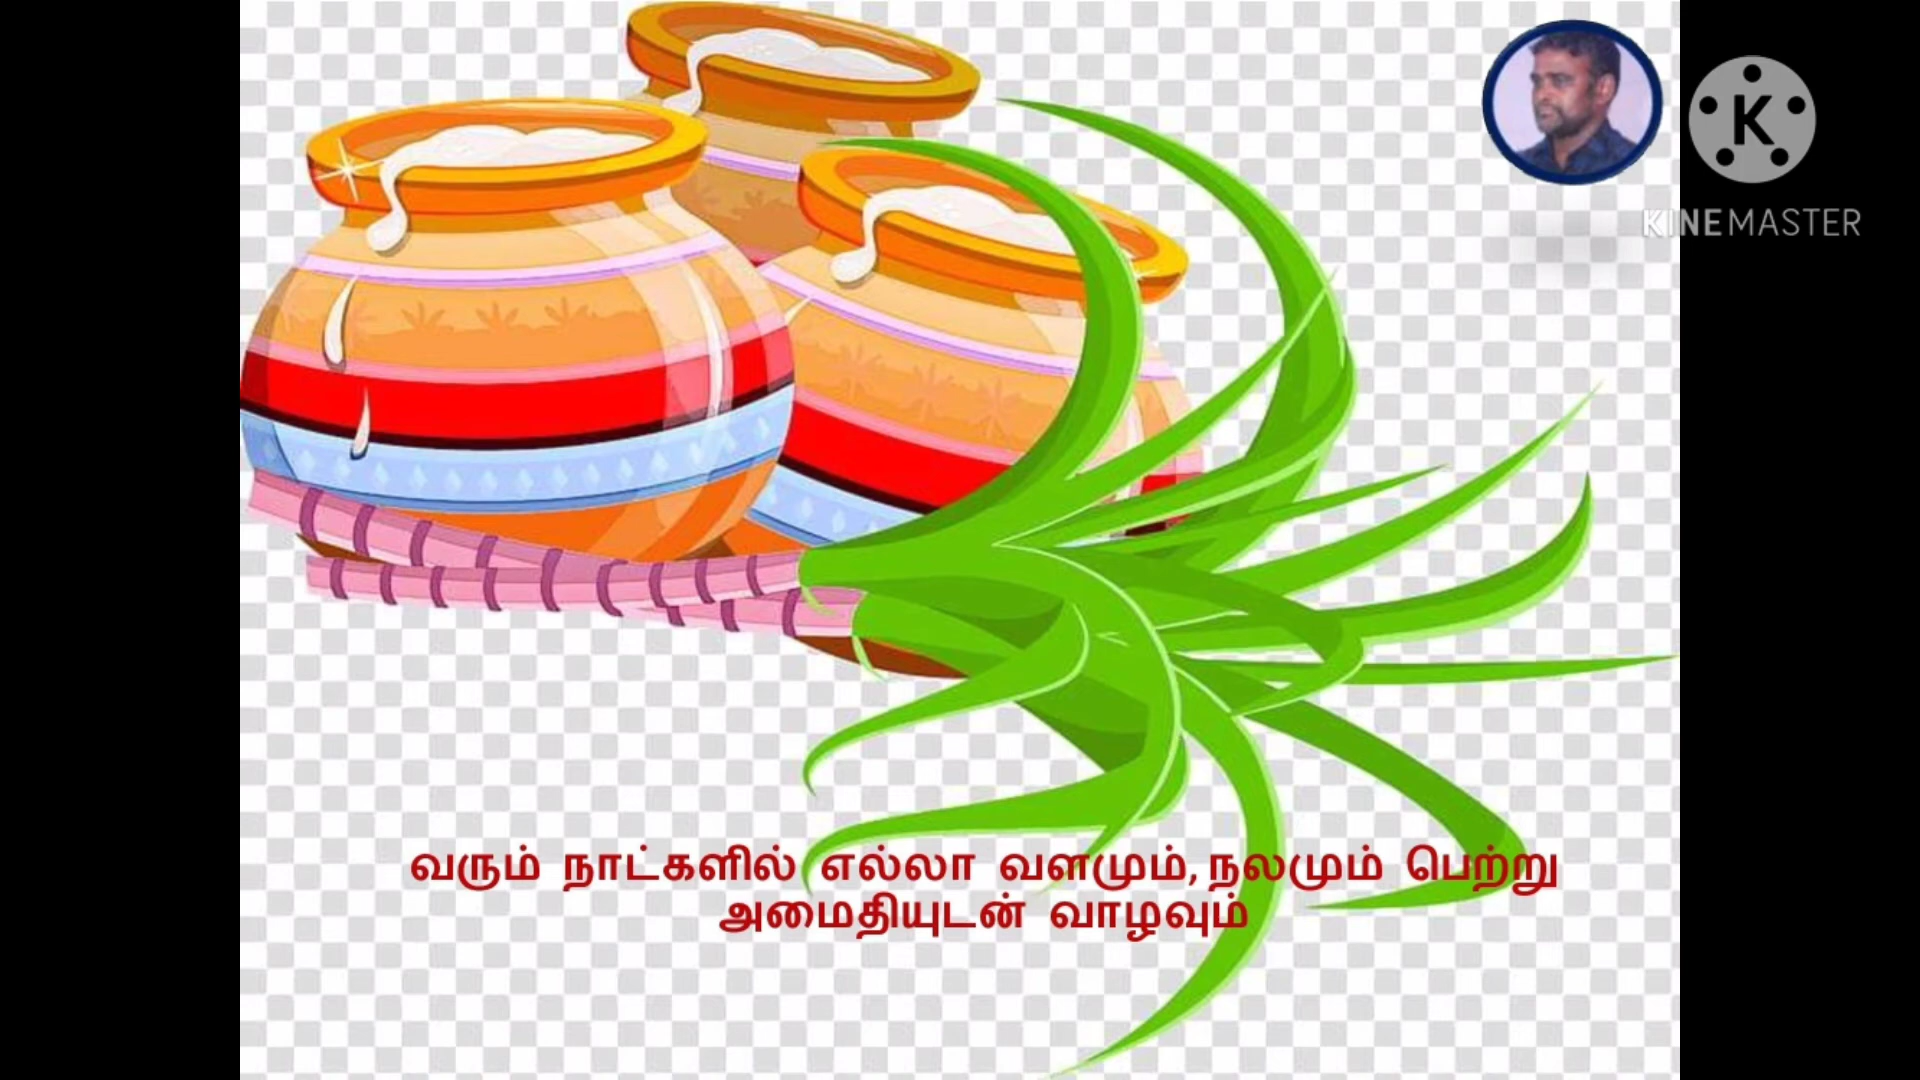 K
KINEMASTER
வரும் நாட்களில் எல்லா வளமும்,நலமும் பெற்று
அமைதியுடன் வாழவும்